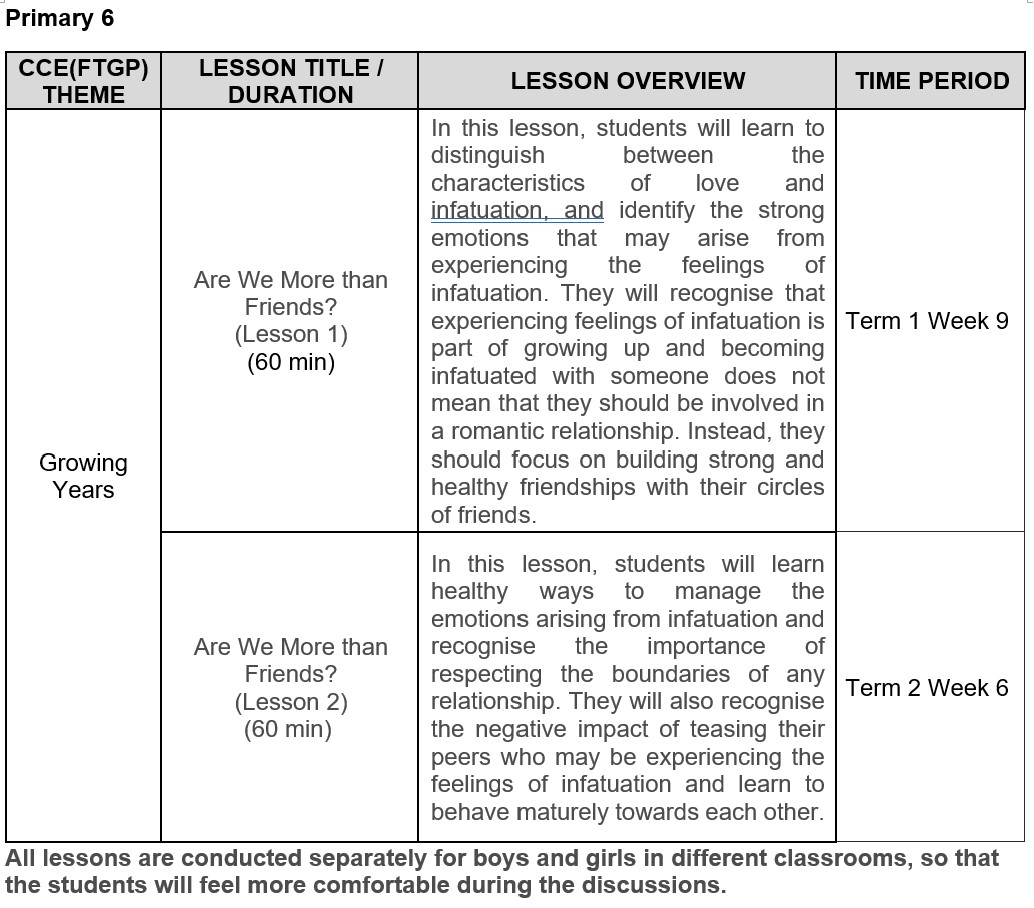 Primary 6
CCE(FTGP)
THEME
LESSON TITLE /
DURATION
LESSON OVERVIEW
TIME PERIOD
Growing
Years
Are We More than
Friends?
(Lesson 1)
(60 min)
In this lesson, students will learn to
distinguish between the
characteristics of love and
infatuation, and identify the strong
emotions that may arise from
experiencing the feelings of
infatuation. They will recognise that
experiencing feelings of infatuation is
part of growing up and becoming
infatuated with someone does not
mean that they should be involved in
a romantic relationship. Instead, they
should focus on building strong and
healthy friendships with their circles
of friends.
Term 1 Week 9
Are We More than
Friends?
(Lesson 2)
(60 min)
In this lesson, students will learn
healthy ways to manage the
emotions arising from infatuation and
recognise the importance of
respecting the boundaries of any
relationship. They will also recognise
the negative impact of teasing their
peers who may be experiencing the
feelings of infatuation and learn to
behave maturely towards each other.
Term 2 Week 6
All lessons are conducted separately for boys and girls in different classrooms, so that
the students will feel more comfortable during the discussions.